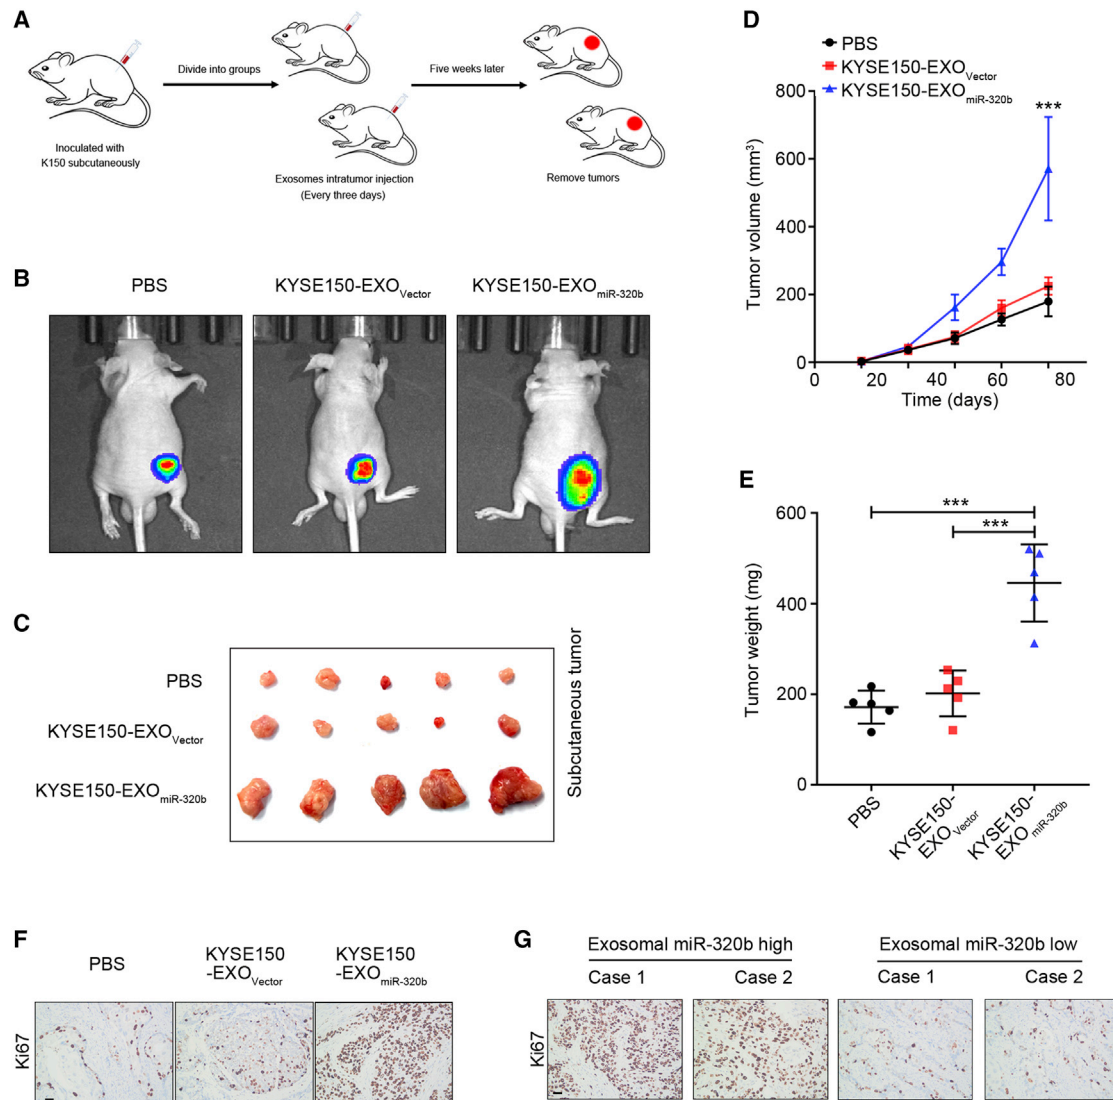 A
Divide into groups
Five weeks later
Inoculated with
K150 subcutaneously
Exosomes intratumor injection
(Every three days)
Remove tumors
B
PBS
KYSE150-EXOVector
KYSE150-EXOmiR-320b
C
PBS
KYSE150-EXOVector
KYSE150-EXOmiR-320b
Subcutaneous tumor
D
PBS
KYSE150-EXOVector
KYSE150-EXOmiR-320b
***
800
600
400
200
0
Tumor volume (mm³)
0 20 40 60 80
Time (days)
E
***
***
600
400
200
0
Tumor weight (mg)
PBS
KYSE150-
EXOVector
KYSE150-
EXOmiR-320b
F
PBS
KYSE150
-EXOVector
KYSE150
-EXOmiR-320b
Ki67
G
Exosomal miR-320b high
Exosomal miR-320b low
Case 1
Case 2
Case 1
Case 2
Ki67